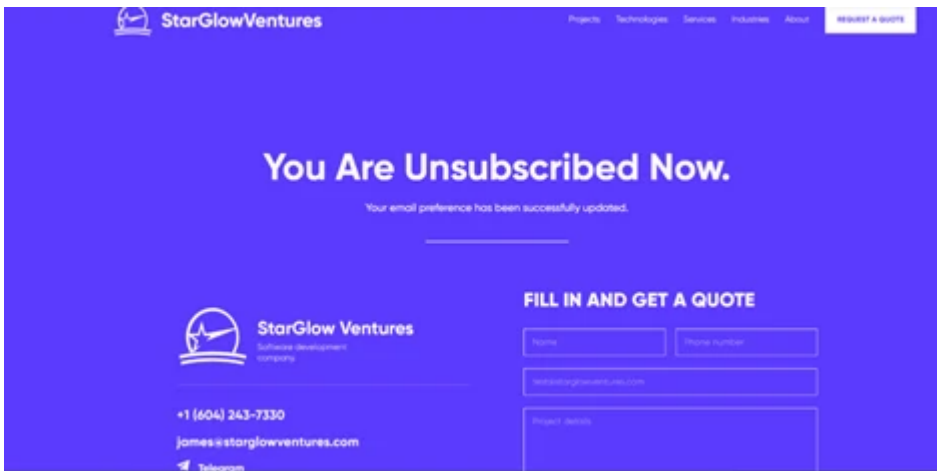 StarGlowVentures
Projects Technologies Services Industries About REQUEST A QUOTE
You Are Unsubscribed Now.
Your email preference has been successfully updated.
StarGlow Ventures
Software development
company
+1 (604) 243-7330
james@starglowventures.com
Telegram
FILL IN AND GET A QUOTE
Name Phone number
Project details